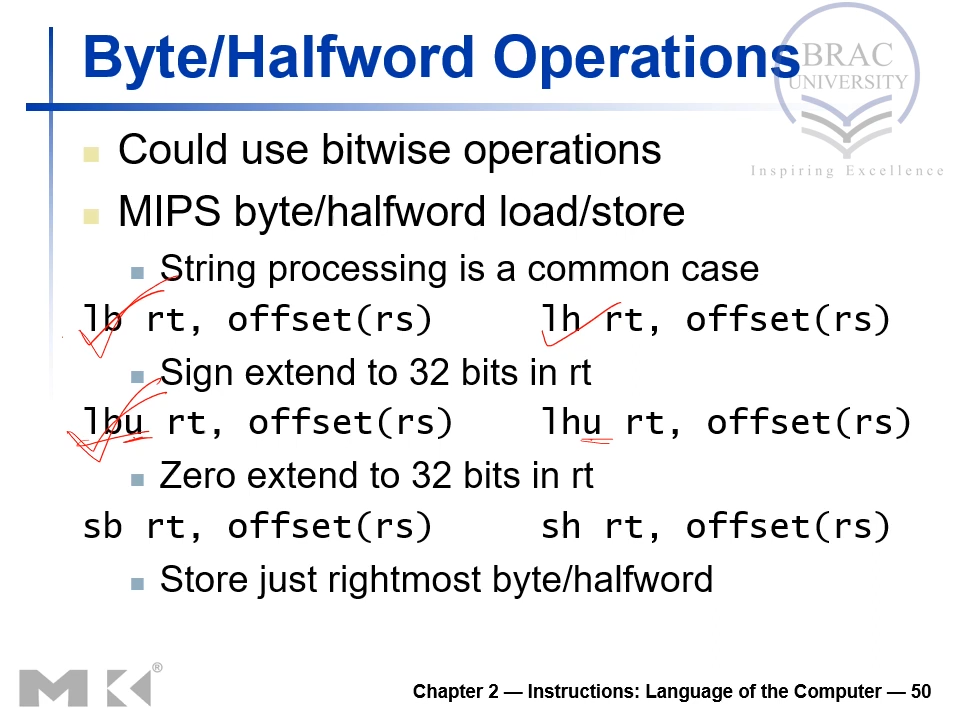 Byte/Halfword Operations
BRAC
UNIVERSITY
Inspiring Excellence
Could use bitwise operations
MIPS byte/halfword load/store
String processing is a common case
lb rt, offset(rs) lh rt, offset(rs)
Sign extend to 32 bits in rt
lbu rt, offset(rs) lhu rt, offset(rs)
Zero extend to 32 bits in rt
sb rt, offset(rs) sh rt, offset(rs)
Store just rightmost byte/halfword
MK®
Chapter 2 — Instructions: Language of the Computer — 50